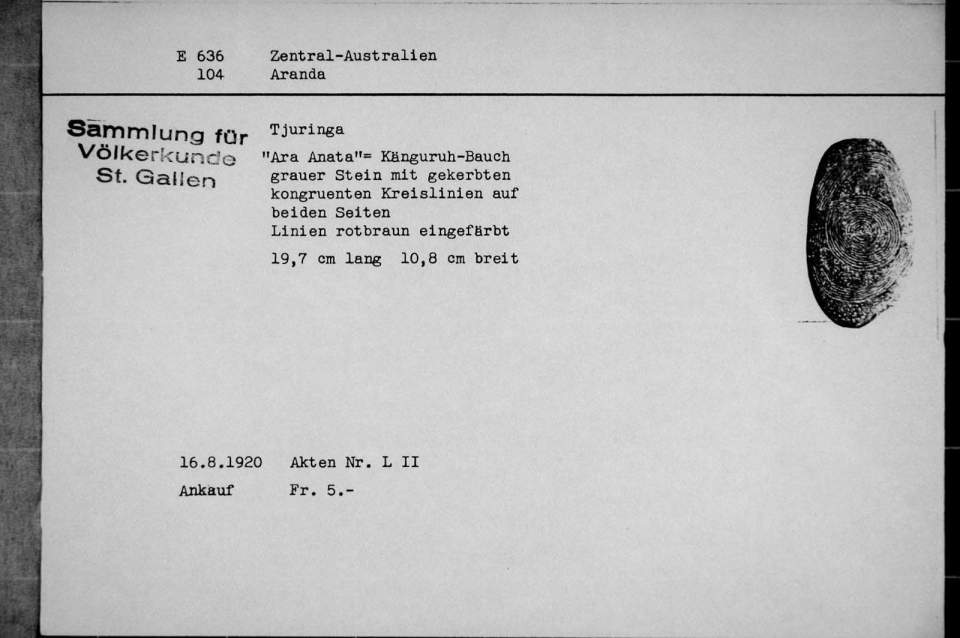 E 636 Zentral-Australien
104 Aranda
Sammlung für
Völkerkunde
St. Gallen
Tjuringa
"Ara Anata"= Känguruh-Bauch
grauer Stein mit gekerbten
kongruenten Kreislinien auf
beiden Seiten
Linien rotbraun eingefärbt
19,7 cm lang 10,8 cm breit
16.8.1920 Akten Nr. L II
Ankauf Fr. 5.-